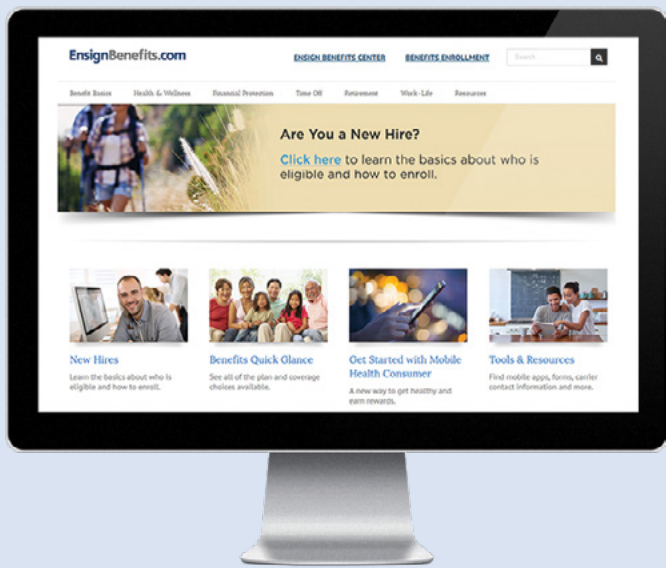 EnsignBenefits.com
ENSIGN BENEFITS CENTER
BENEFITS ENROLLMENT
Search
Benefit Basics Health & Wellness Financial Protection Time Off Retirement Work-Life Resources
Are You a New Hire?
Click here to learn the basics about who is
eligible and how to enroll.
New Hires
Learn the basics about who is
eligible and how to enroll.
Benefits Quick Glance
See all of the plan and coverage
choices available.
Get Started with Mobile
Health Consumer
A new way to get healthy and
earn rewards.
Tools & Resources
Find mobile apps, forms, carrier
contact information and more.